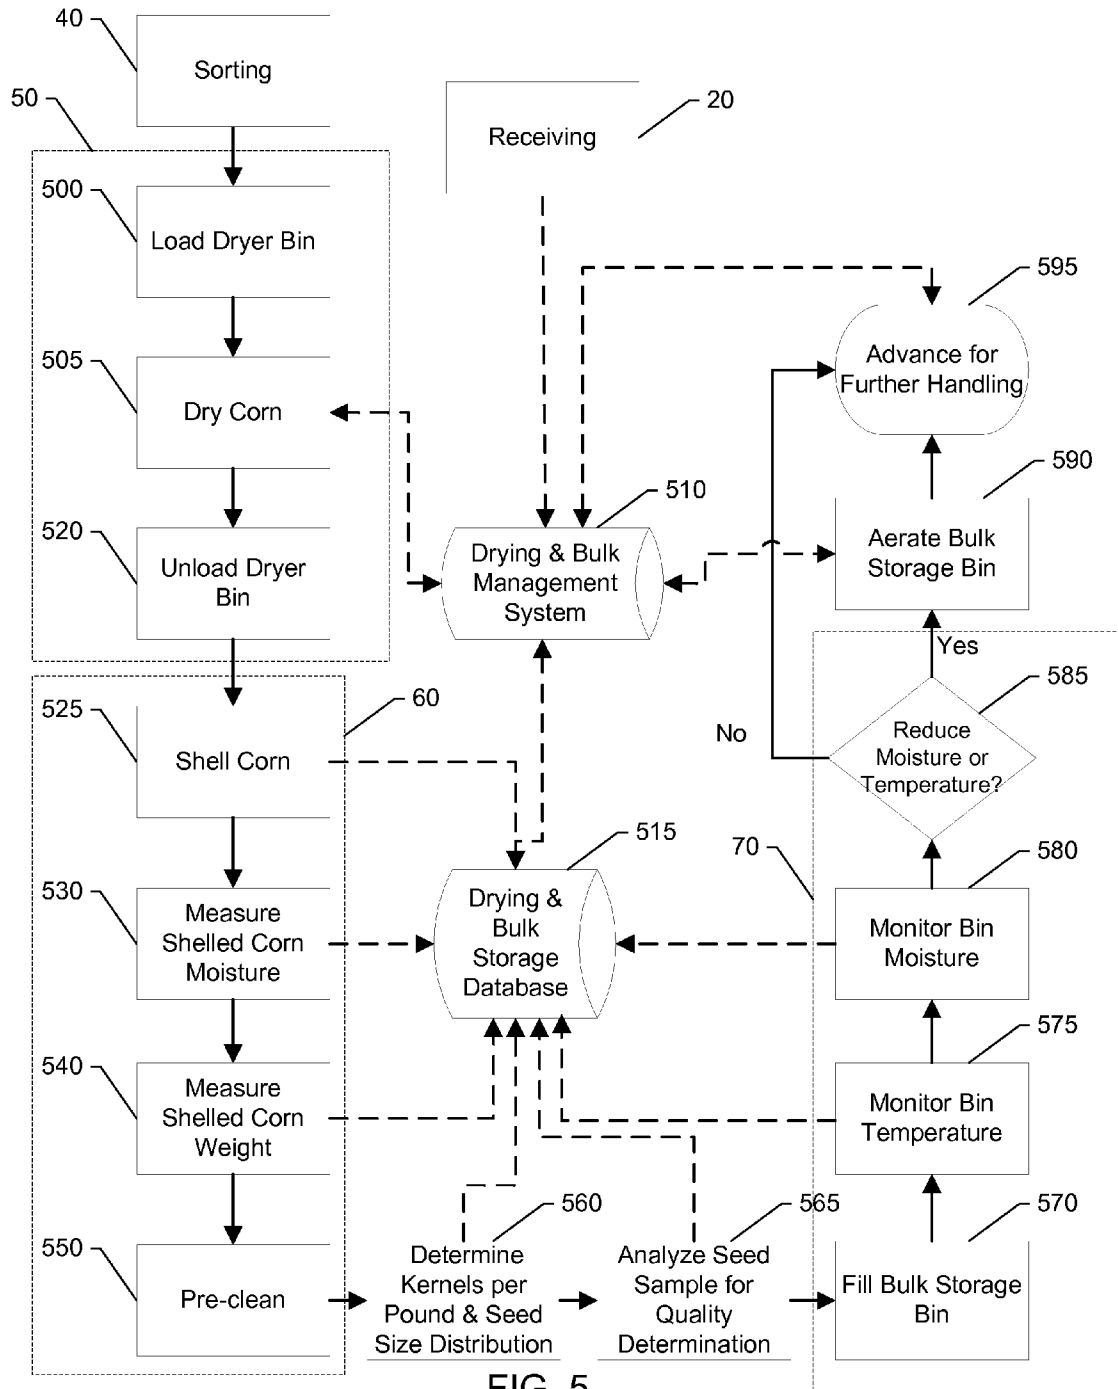 40
Sorting
50
20
Receiving
500
Load Dryer Bin
595
Advance for
Further Handling
505
Dry Corn
590
Aerate Bulk
Storage Bin
510
Drying & Bulk
Management
System
520
Unload Dryer
Bin
Yes
585
Reduce
Moisture or
Temperature?
No
60
525
Shell Corn
515
Drying &
Bulk
Storage
Database
70
580
Monitor Bin
Moisture
530
Measure
Shelled Corn
Moisture
575
Monitor Bin
Temperature
540
Measure
Shelled Corn
Weight
550
Pre-clean
560
Determine
Kernels per
Pound & Seed
Size Distribution
565
Analyze Seed
Sample for
Quality
Determination
570
Fill Bulk Storage
Bin
FIG. 5